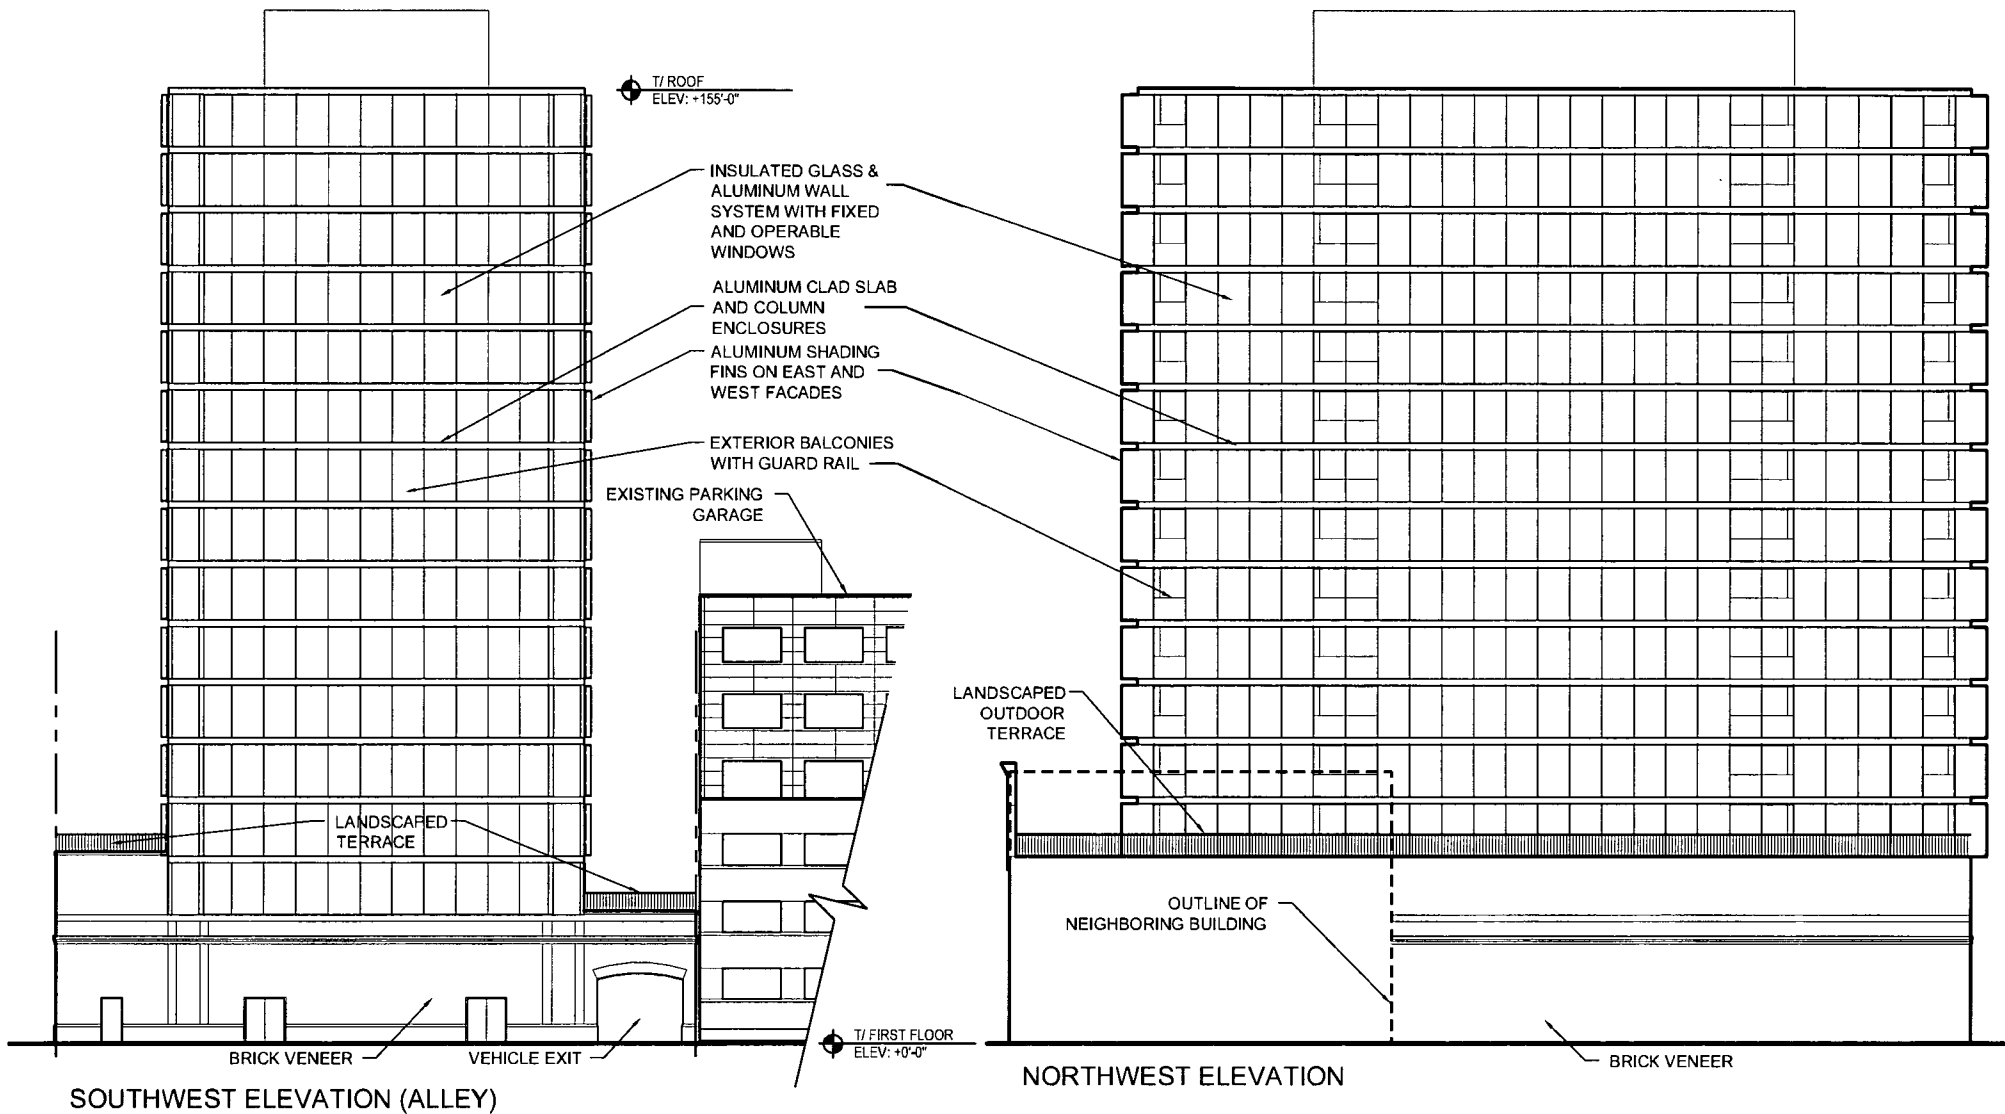 T/ ROOF
ELEV: +155'-0"
INSULATED GLASS &
ALUMINUM WALL
SYSTEM WITH FIXED
AND OPERABLE
WINDOWS
ALUMINUM CLAD SLAB
AND COLUMN
ENCLOSURES
ALUMINUM SHADING
FINS ON EAST AND
WEST FACADES
EXTERIOR BALCONIES
WITH GUARD RAIL
EXISTING PARKING
GARAGE
LANDSCAPED
OUTDOOR
TERRACE
LANDSCAPED
TERRACE
OUTLINE OF
NEIGHBORING BUILDING
T/ FIRST FLOOR
ELEV: +0'-0"
BRICK VENEER
VEHICLE EXIT
BRICK VENEER
SOUTHWEST ELEVATION (ALLEY)
NORTHWEST ELEVATION